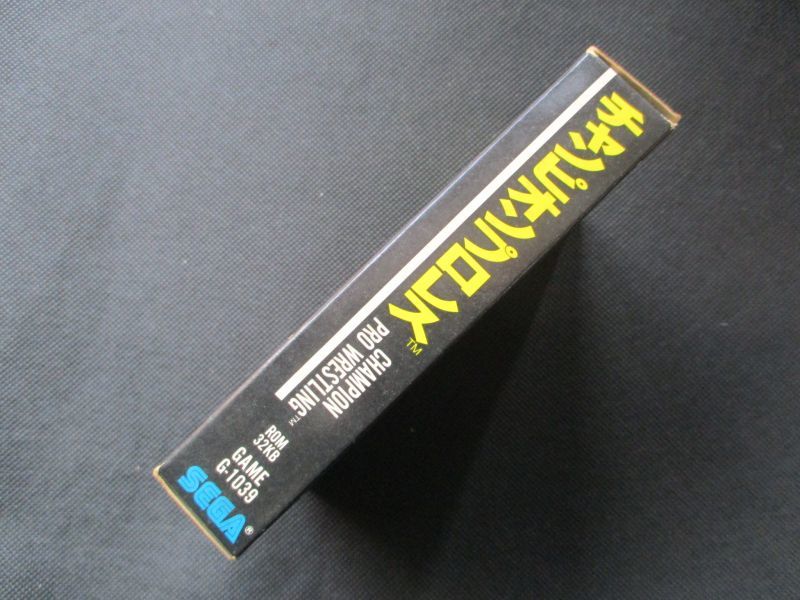 チャンピオンプロレス™
CHAMPION
PRO WRESTLING™
ROM
32KB
GAME
G-1039
SEGA®